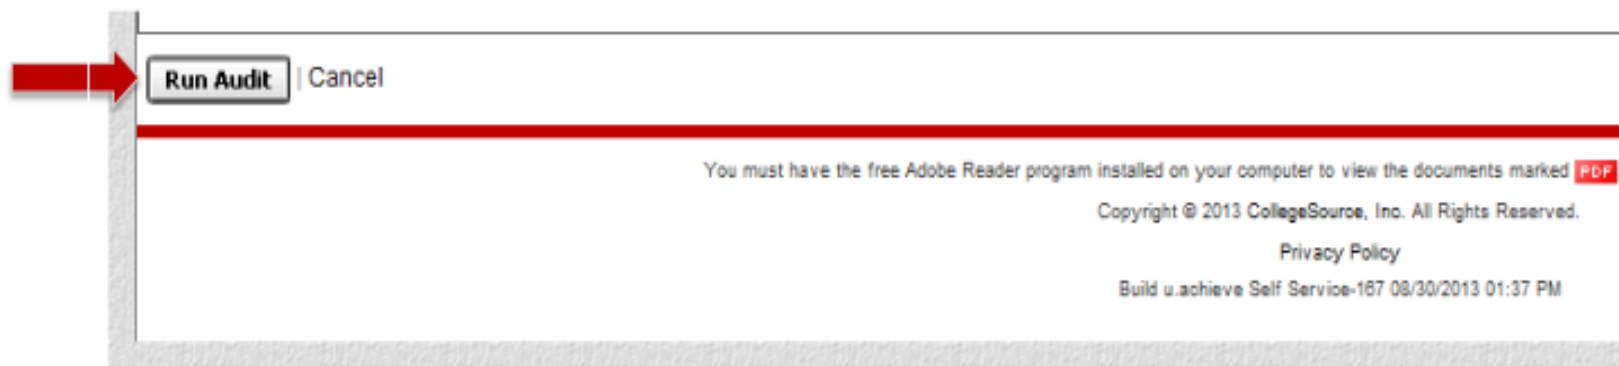 Run Audit | Cancel
You must have the free Adobe Reader program installed on your computer to view the documents marked PDF
Copyright © 2013 CollegeSource, Inc. All Rights Reserved.
Privacy Policy
Build u.achieve Self Service-167 08/30/2013 01:37 PM